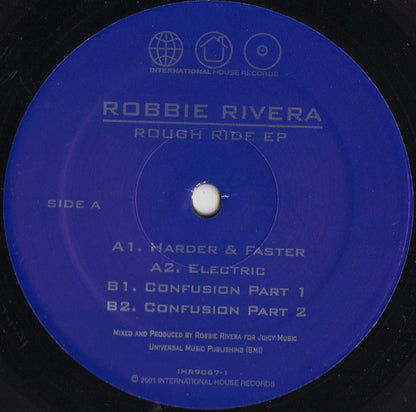 INTERNATIONAL HOUSE RECORDS
ROBBIE RIVERA
ROUGH RIDE EP
SIDE A
A1. HARDER & FASTER
A2. ELECTRIC
B1. CONFUSION PART 1
B2. CONFUSION PART 2
MIXED AND PRODUCED BY ROBBIE RIVERA FOR JUICY MUSIC
UNIVERSAL MUSIC PUBLISHING (BMI)
IHR9067-1
© 2001 INTERNATIONAL HOUSE RECORDS